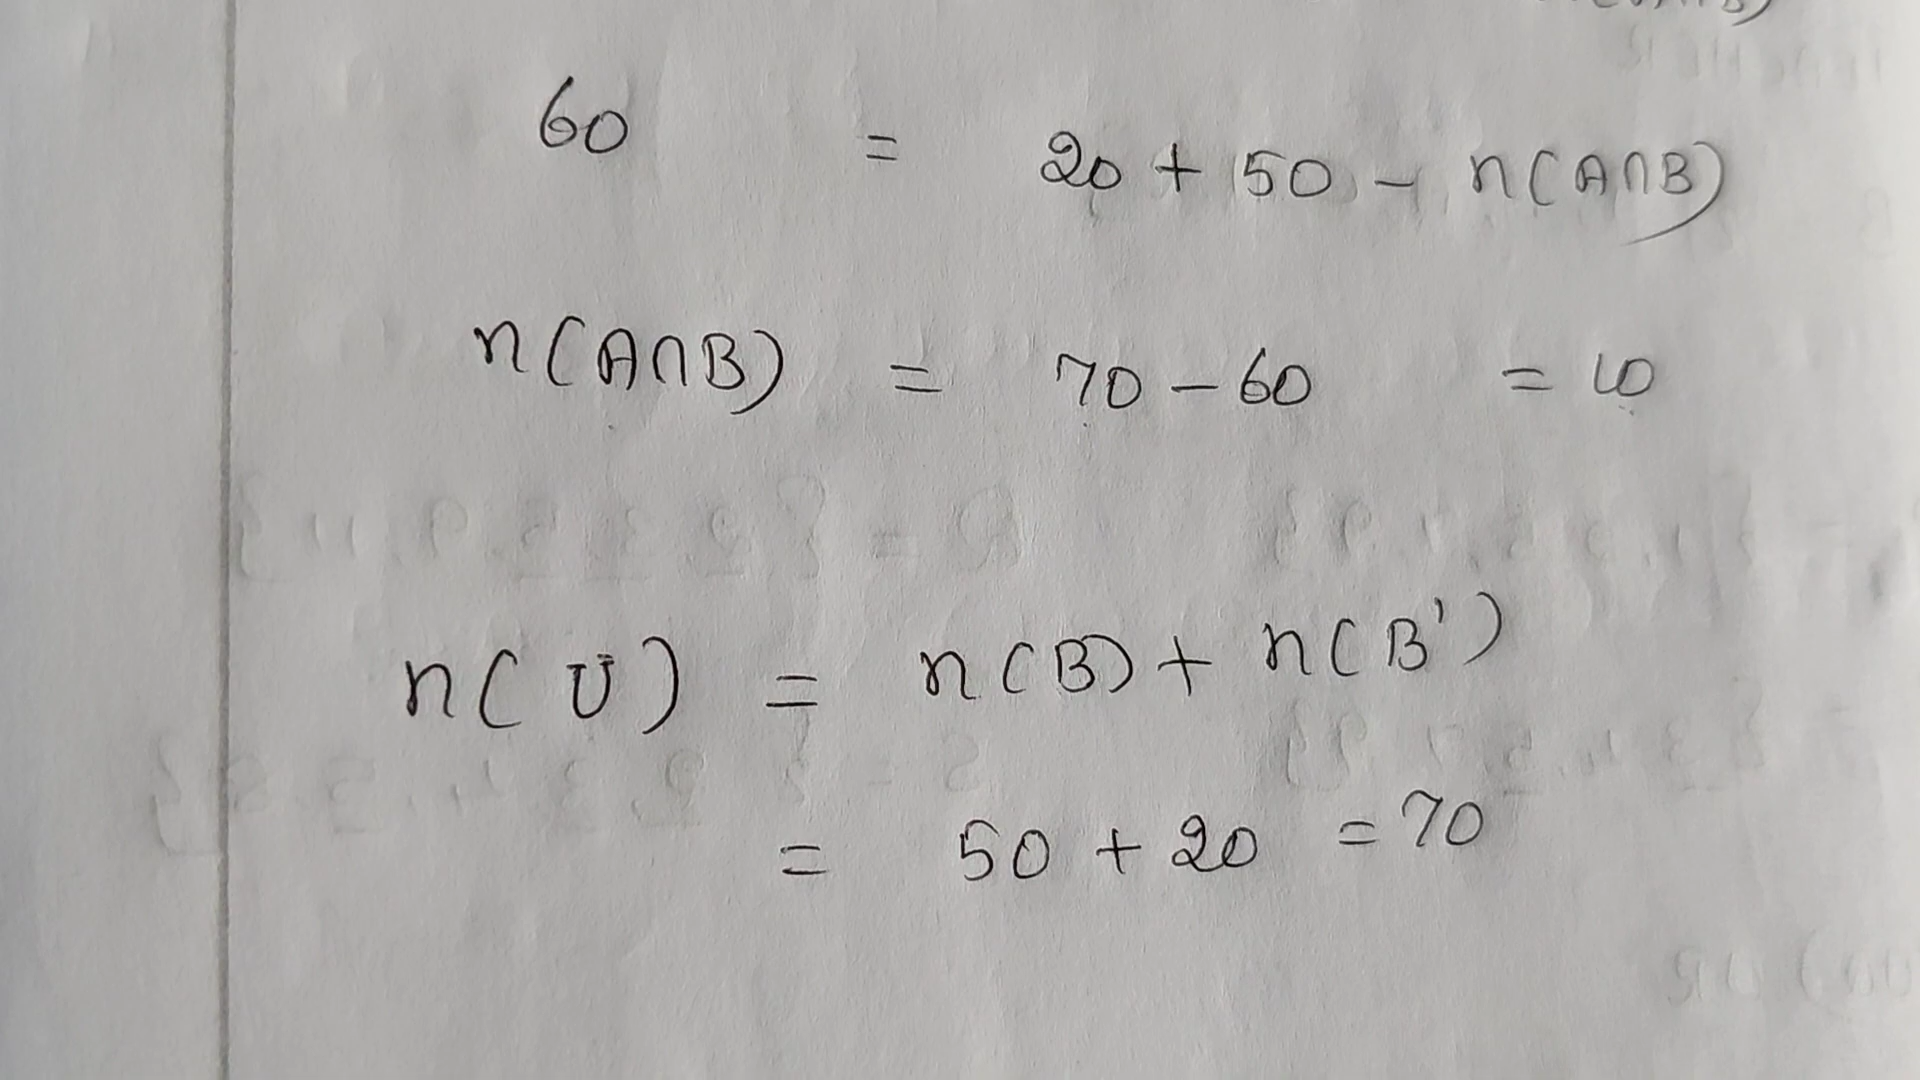 60 = 20 + 50 - n(A∩B)
n(A∩B) = 70 - 60 = 10
n(U) = n(B) + n(B')
= 50 + 20 = 70